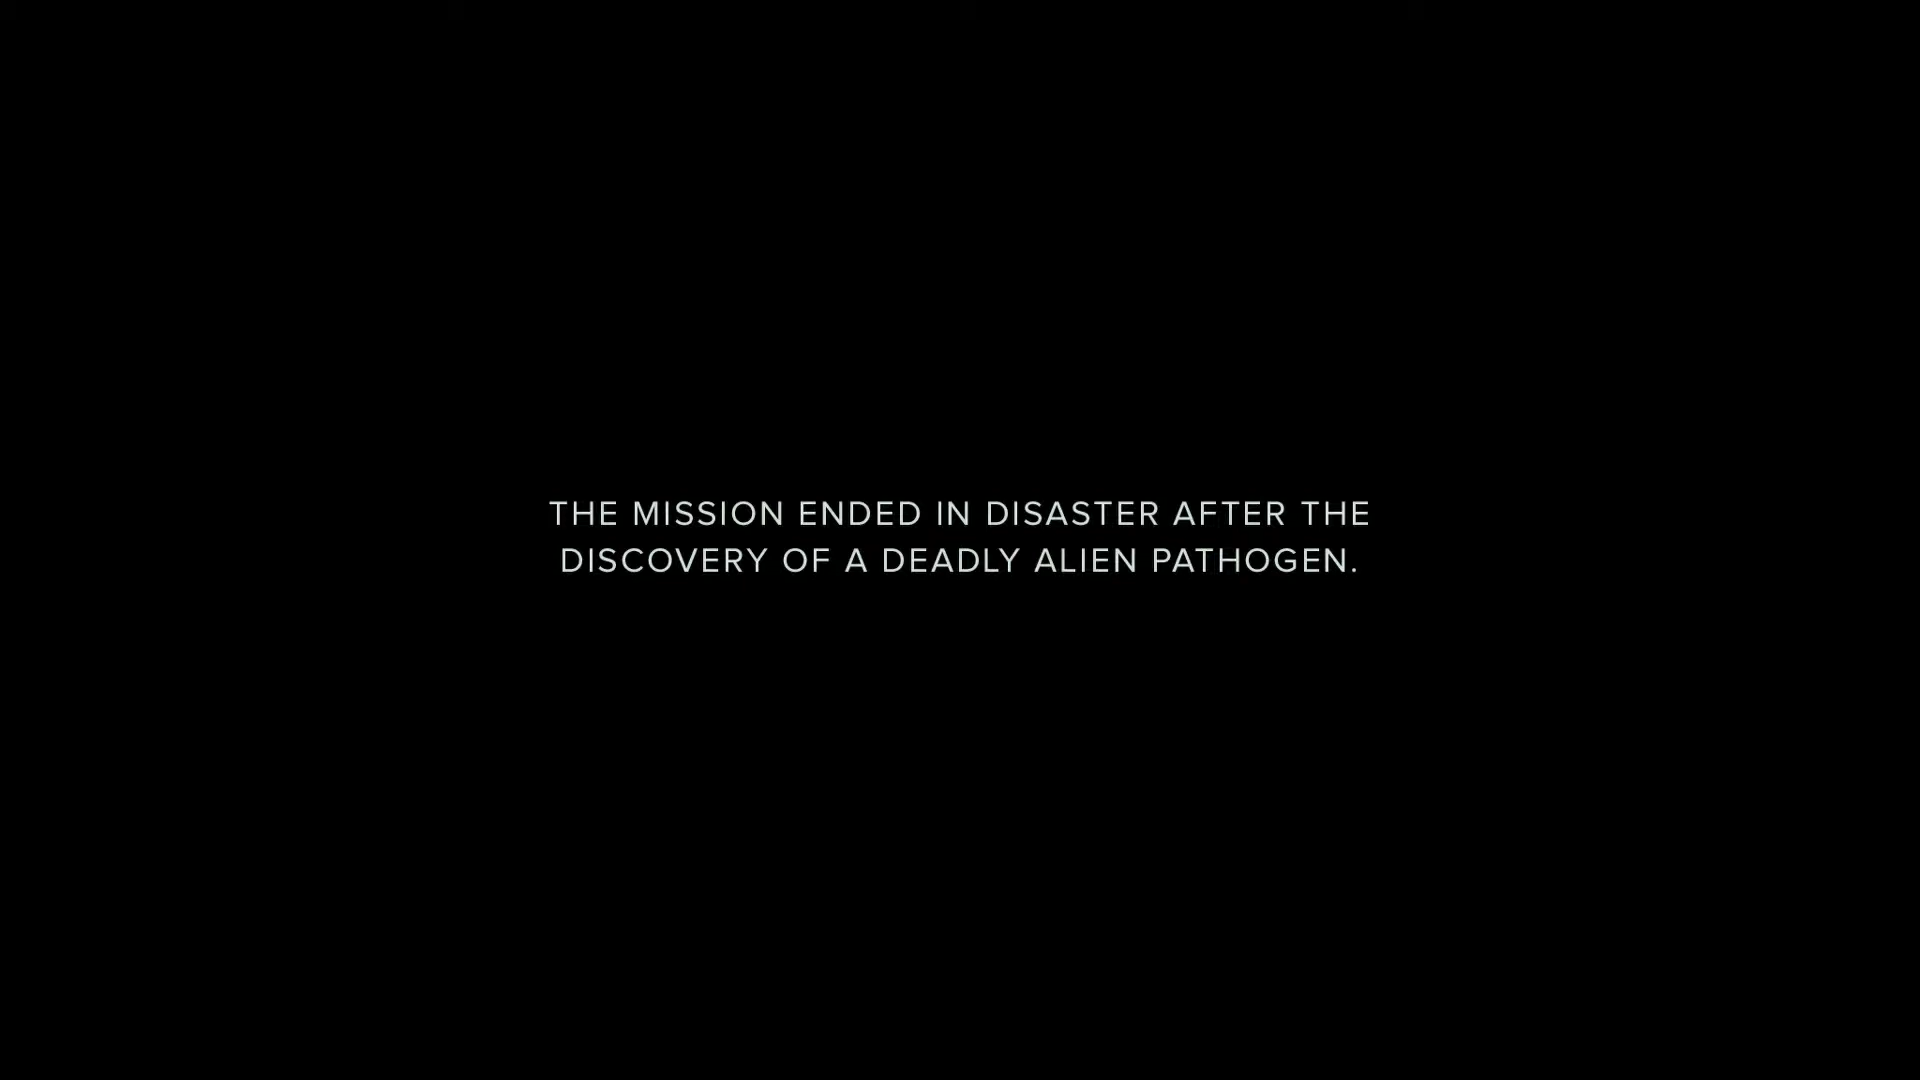 THE MISSION ENDED IN DISASTER AFTER THE
DISCOVERY OF A DEADLY ALIEN PATHOGEN.